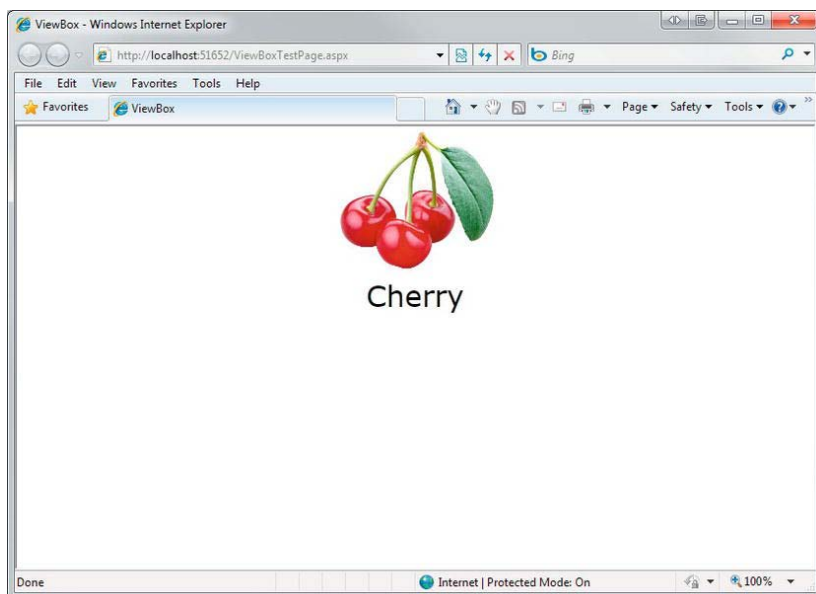 ViewBox - Windows Internet Explorer
http://localhost:51652/ViewBoxTestPage.aspx
Bing
File Edit View Favorites Tools Help
Favorites ViewBox Page Safety Tools
Cherry
Done Internet | Protected Mode: On 100%